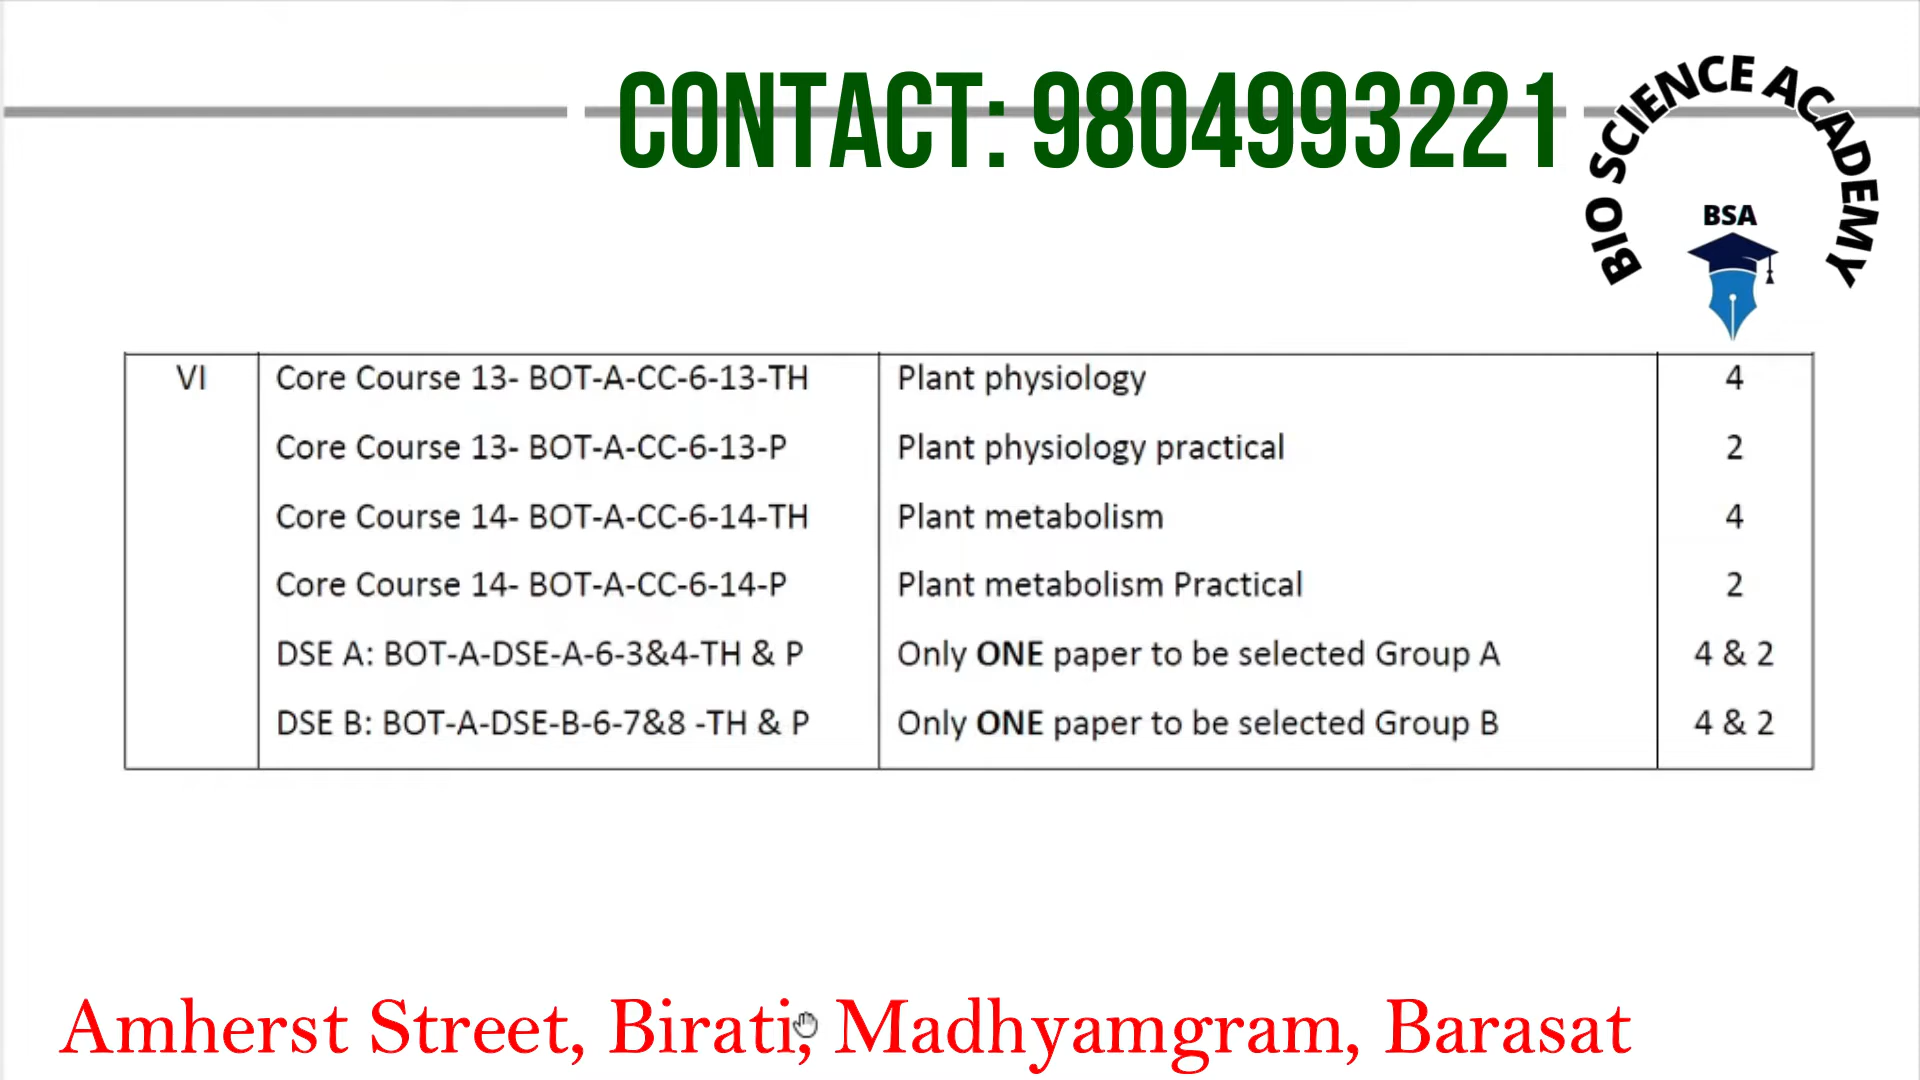 CONTACT: 9804993221
BIO SCIENCE ACADEMY
BSA
VI Core Course 13- BOT-A-CC-6-13-TH Plant physiology 4
Core Course 13- BOT-A-CC-6-13-P Plant physiology practical 2
Core Course 14- BOT-A-CC-6-14-TH Plant metabolism 4
Core Course 14- BOT-A-CC-6-14-P Plant metabolism Practical 2
DSE A: BOT-A-DSE-A-6-3&4-TH & P Only ONE paper to be selected Group A 4 & 2
DSE B: BOT-A-DSE-B-6-7&8 -TH & P Only ONE paper to be selected Group B 4 & 2
Amherst Street, Birati, Madhyamgram, Barasat